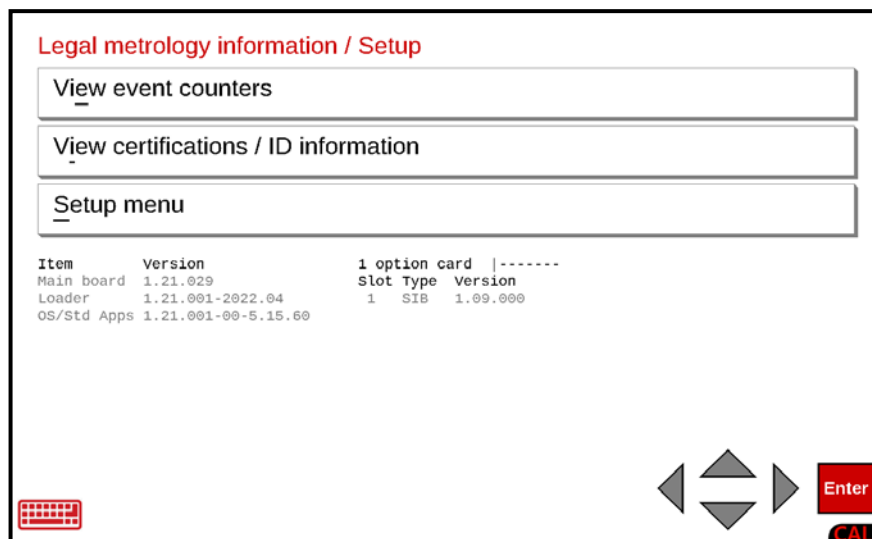 Legal metrology information / Setup
View event counters
View certifications / ID information
Setup menu
Item Version
Main board 1.21.029
Loader 1.21.001-2022.04
OS/Std Apps 1.21.001-00-5.15.60
1 option card |-------
Slot Type Version
1 SIB 1.09.000
Enter